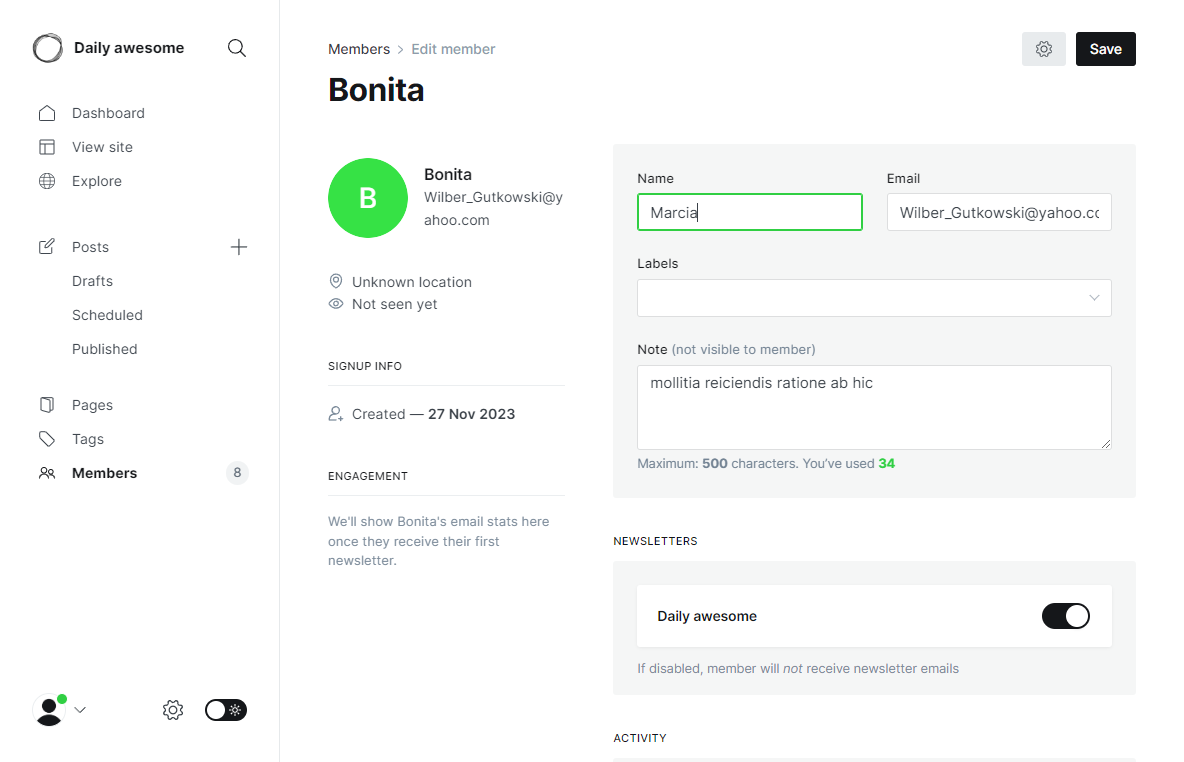 Daily awesome
Dashboard
View site
Explore
Posts
Drafts
Scheduled
Published
Pages
Tags
Members 8
Members > Edit member
Save
Bonita
B
Bonita
Wilber_Gutkowski@y
ahoo.com
Unknown location
Not seen yet
SIGNUP INFO
Created — 27 Nov 2023
ENGAGEMENT
We'll show Bonita's email stats here
once they receive their first
newsletter.
Name
Marcia
Email
Wilber_Gutkowski@yahoo.cc
Labels
Note (not visible to member)
mollitia reiciendis ratione ab hic
Maximum: 500 characters. You've used 34
NEWSLETTERS
Daily awesome
If disabled, member will not receive newsletter emails
ACTIVITY